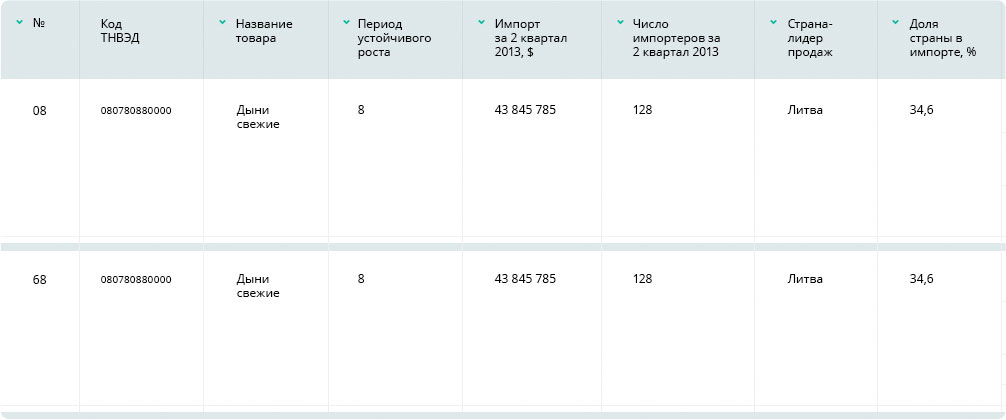 №
Код
ТНВЭД
Название
товара
Период
устойчивого
роста
Импорт
за 2 квартал
2013, $
Число
импортеров за
2 квартал 2013
Страна-
лидер
продаж
Доля
страны в
импорте, %
08
080780880000
Дыни
свежие
8
43 845 785
128
Литва
34,6
68
080780880000
Дыни
свежие
8
43 845 785
128
Литва
34,6